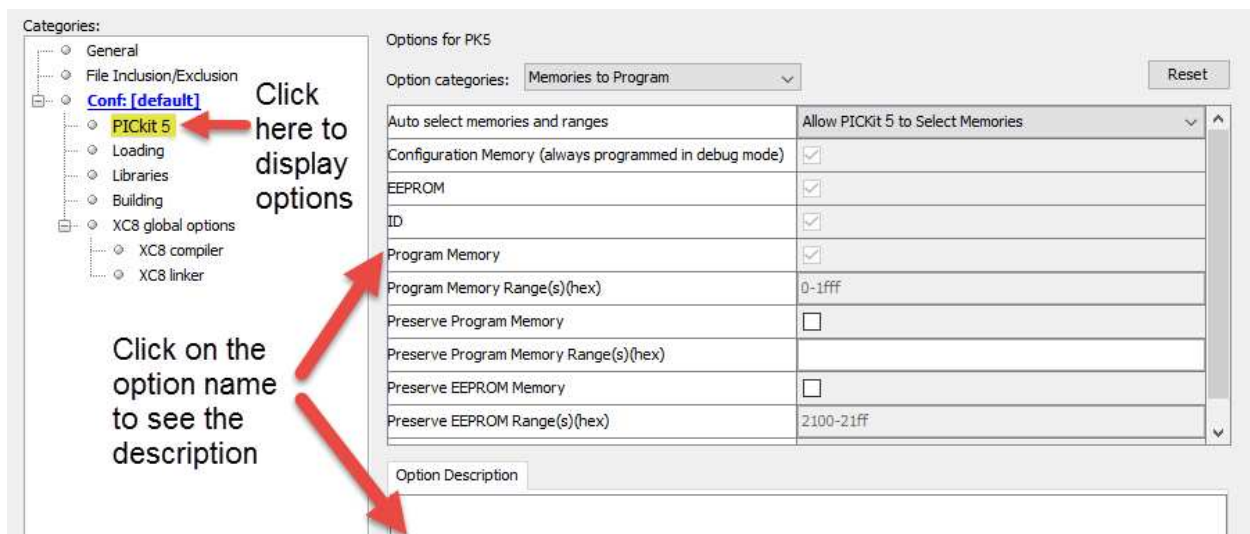 Categories:
General
File Inclusion/Exclusion
Conf: [default]
PICkit 5
Loading
Libraries
Building
XC8 global options
XC8 compiler
XC8 linker
Click
here to
display
options
Click on the
option name
to see the
description
Options for PK5
Option categories: Memories to Program
Reset
Auto select memories and ranges Allow PICKit 5 to Select Memories
Configuration Memory (always programmed in debug mode)
EEPROM
ID
Program Memory
Program Memory Range(s)(hex) 0-1fff
Preserve Program Memory
Preserve Program Memory Range(s)(hex)
Preserve EEPROM Memory
Preserve EEPROM Range(s)(hex) 2100-21ff
Option Description